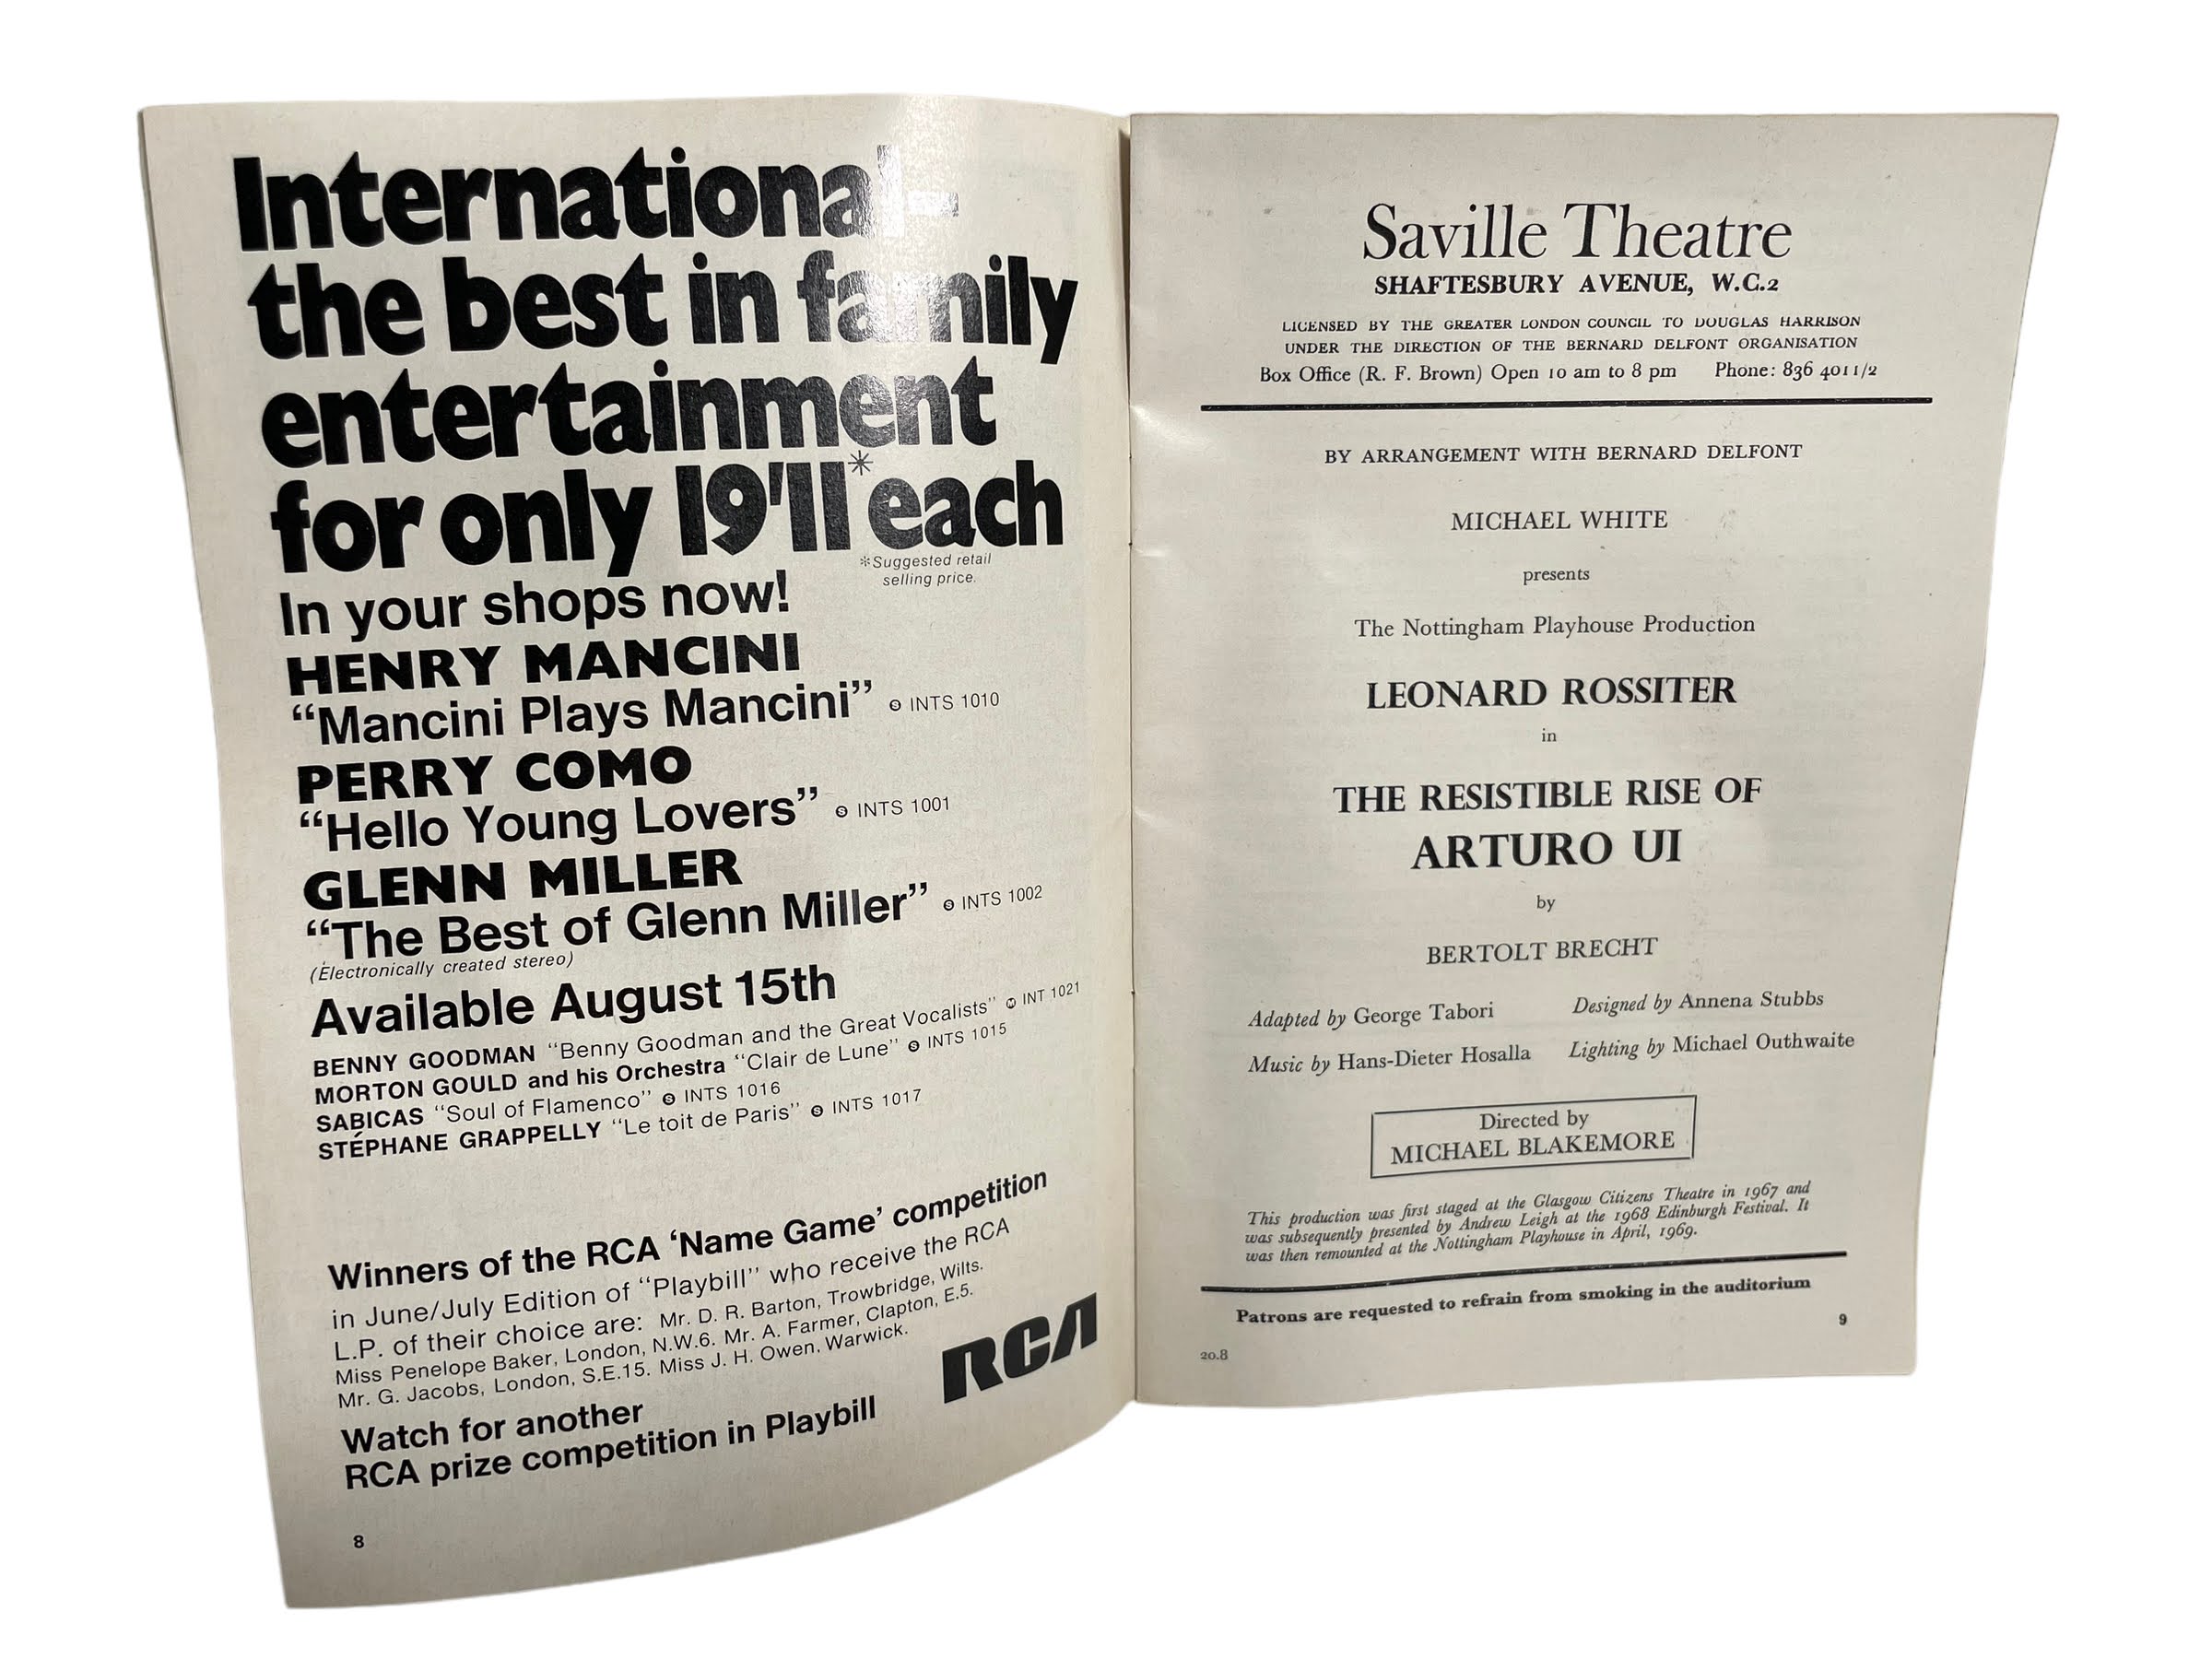 International-
the best in family
entertainment
for only 19'11* each
*Suggested retail
selling price.
In your shops now!
HENRY MANCINI
“Mancini Plays Mancini” Ⓢ INTS 1010
PERRY COMO
“Hello Young Lovers” Ⓢ INTS 1001
GLENN MILLER
“The Best of Glenn Miller” Ⓢ INTS 1002
(Electronically created stereo)
Available August 15th
BENNY GOODMAN “Benny Goodman and the Great Vocalists” Ⓜ INT 1021
MORTON GOULD and his Orchestra “Clair de Lune” Ⓢ INTS 1015
SABICAS “Soul of Flamenco” Ⓢ INTS 1016
STÉPHANE GRAPPELLY “Le toit de Paris” Ⓢ INTS 1017
Winners of the RCA ‘Name Game’ competition
in June/July Edition of “Playbill” who receive the RCA
L.P. of their choice are: Mr. D. R. Barton, Trowbridge, Wilts.
Miss Penelope Baker, London, N.W.6. Mr. A. Farmer, Clapton, E.5.
Mr. G. Jacobs, London, S.E.15. Miss J. H. Owen. Warwick.
Watch for another
RCA prize competition in Playbill
RCA
8
Saville Theatre
SHAFTESBURY AVENUE, W.C.2
LICENSED BY THE GREATER LONDON COUNCIL TO DOUGLAS HARRISON
UNDER THE DIRECTION OF THE BERNARD DELFONT ORGANISATION
Box Office (R. F. Brown) Open 10 am to 8 pm Phone: 836 4011/2
BY ARRANGEMENT WITH BERNARD DELFONT
MICHAEL WHITE
presents
The Nottingham Playhouse Production
LEONARD ROSSITER
in
THE RESISTIBLE RISE OF
ARTURO UI
by
BERTOLT BRECHT
Adapted by George Tabori Designed by Annena Stubbs
Music by Hans-Dieter Hosalla Lighting by Michael Outhwaite
Directed by
MICHAEL BLAKEMORE
This production was first staged at the Glasgow Citizens Theatre in 1967 and
was subsequently presented by Andrew Leigh at the 1968 Edinburgh Festival. It
was then remounted at the Nottingham Playhouse in April, 1969.
Patrons are requested to refrain from smoking in the auditorium
9
20.8